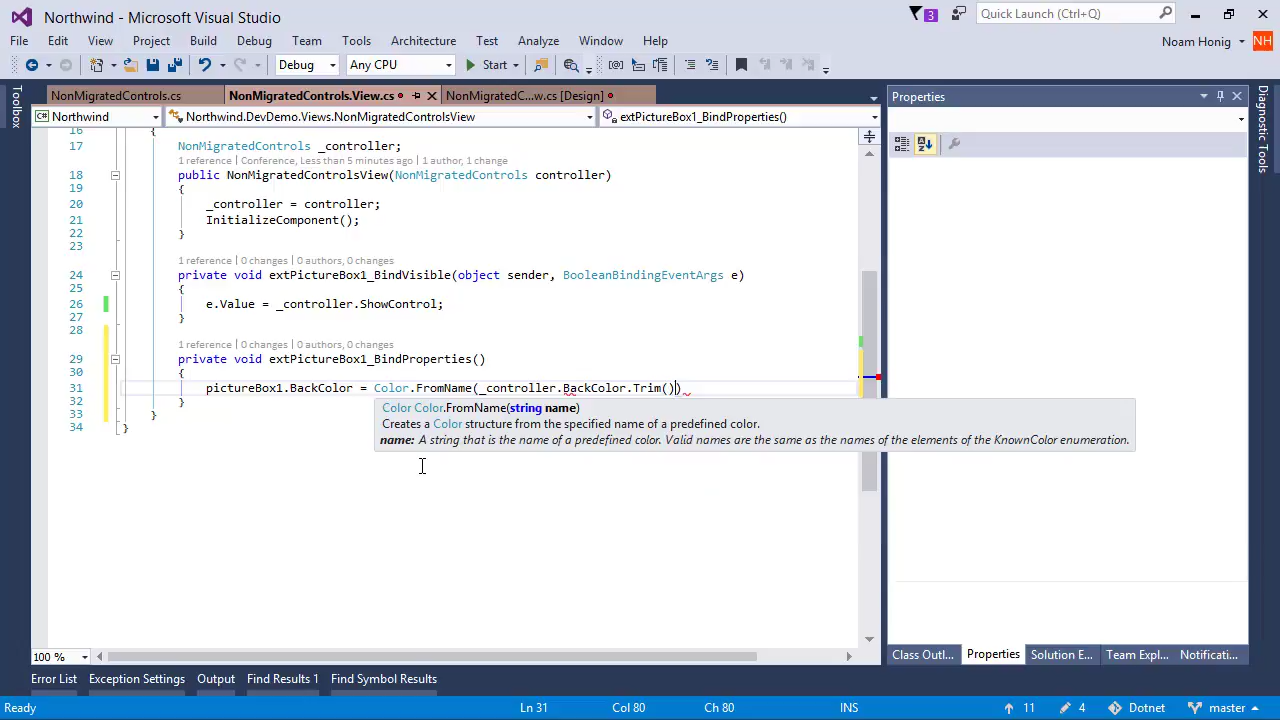 Northwind - Microsoft Visual Studio
3
Quick Launch (Ctrl+Q)
File Edit View Project Build Debug Team Tools Architecture Test Analyze Window Help
Noam Honig NH
Debug Any CPU Start
Toolbox
NonMigratedControls.cs NonMigratedControls.View.cs NonMigratedC...w.cs [Design]
Northwind Northwind.DevDemo.Views.NonMigratedControlsView extPictureBox1_BindProperties()
16 {
17 NonMigratedControls _controller;
1 reference | Conference, Less than 5 minutes ago | 1 author, 1 change
18 public NonMigratedControlsView(NonMigratedControls controller)
19 {
20 _controller = controller;
21 InitializeComponent();
22 }
23
1 reference | 0 changes | 0 authors, 0 changes
24 private void extPictureBox1_BindVisible(object sender, BooleanBindingEventArgs e)
25 {
26 e.Value = _controller.ShowControl;
27 }
28
1 reference | 0 changes | 0 authors, 0 changes
29 private void extPictureBox1_BindProperties()
30 {
31 pictureBox1.BackColor = Color.FromName(_controller.BackColor.Trim())
32 }
33 }
34 }
Color Color.FromName(string name)
Creates a Color structure from the specified name of a predefined color.
name: A string that is the name of a predefined color. Valid names are the same as the names of the elements of the KnownColor enumeration.
100 %
Properties
Diagnostic Tools
Class Outl... Properties Solution E... Team Expl... Notificati...
Error List Exception Settings Output Find Results 1 Find Symbol Results
Ready Ln 31 Col 80 Ch 80 INS 11 4 Dotnet master